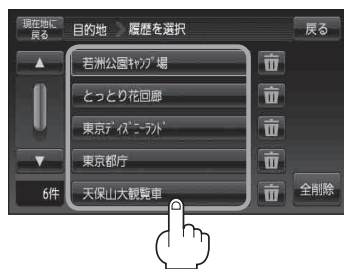 現在地に
戻る
目的地
履歴を選択
戻る
▲
若洲公園ｷｬﾝﾌﾟ場
とっとり花回廊
東京ﾃﾞｨｽﾞﾆｰﾗﾝﾄﾞ
東京都庁
▼
6件
天保山大観覧車
全削除